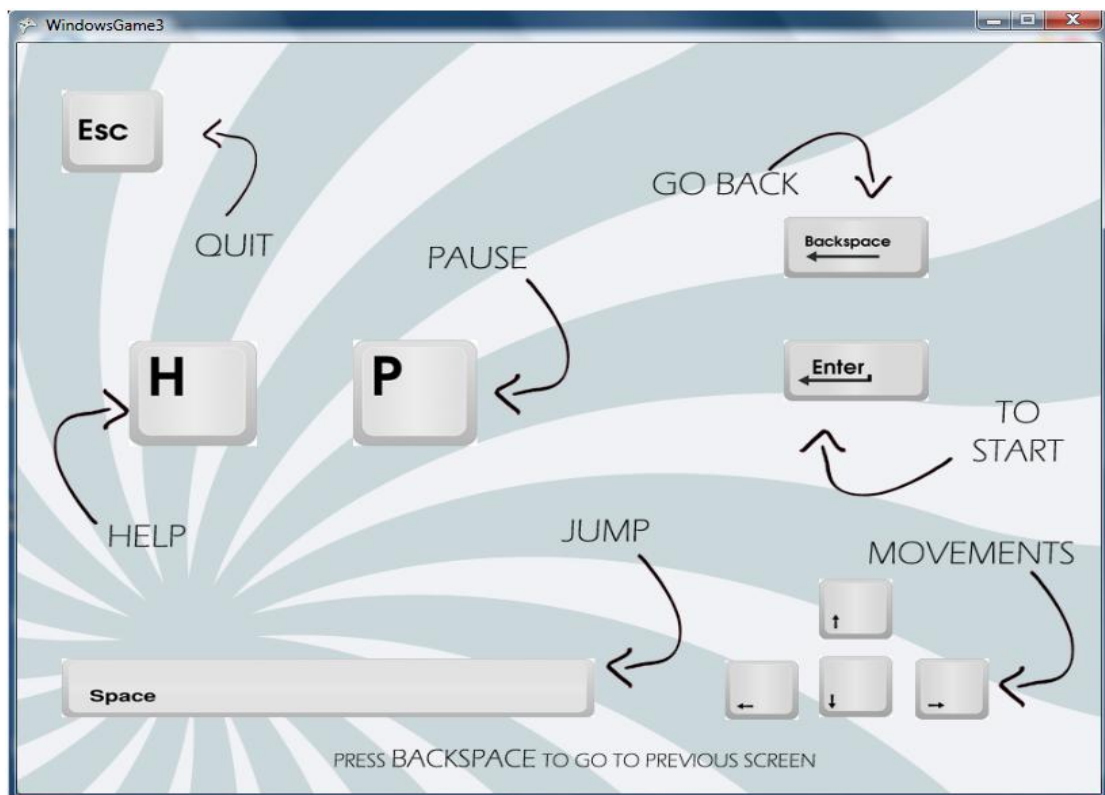 WindowsGame3
Esc
GO BACK
QUIT
Backspace
PAUSE
H
P
Enter
TO
START
HELP
JUMP
MOVEMENTS
Space
PRESS BACKSPACE TO GO TO PREVIOUS SCREEN